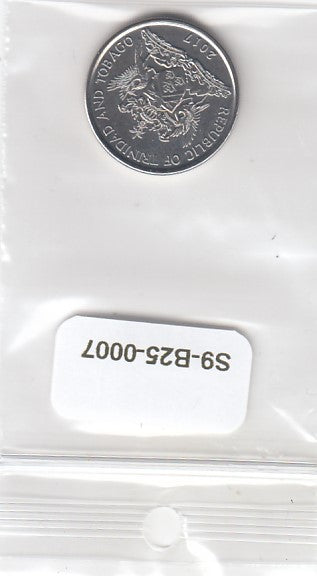 REPUBLIC OF TRINIDAD AND TOBAGO
2017
S9-B25-0007